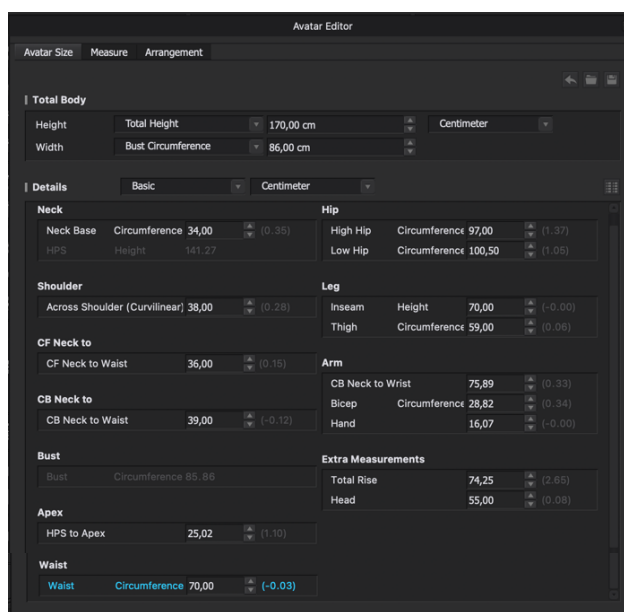 Avatar Editor
Avatar Size Measure Arrangement
Total Body
Height Total Height 170,00 cm Centimeter
Width Bust Circumference 86,00 cm
Details Basic Centimeter
Neck
Neck Base Circumference 34,00 (0.35)
HPS Height 141.27
Shoulder
Across Shoulder (Curvilinear) 38,00 (0.28)
CF Neck to
CF Neck to Waist 36,00 (0.15)
CB Neck to
CB Neck to Waist 39,00 (-0.12)
Bust
Bust Circumference 85.86
Apex
HPS to Apex 25,02 (1.10)
Waist
Waist Circumference 70,00 (-0.03)
Hip
High Hip Circumference 97,00 (1.37)
Low Hip Circumference 100,50 (1.05)
Leg
Inseam Height 70,00 (-0.00)
Thigh Circumference 59,00 (0.06)
Arm
CB Neck to Wrist 75,89 (0.33)
Bicep Circumference 28,82 (0.34)
Hand 16,07 (-0.00)
Extra Measurements
Total Rise 74,25 (2.65)
Head 55,00 (0.08)